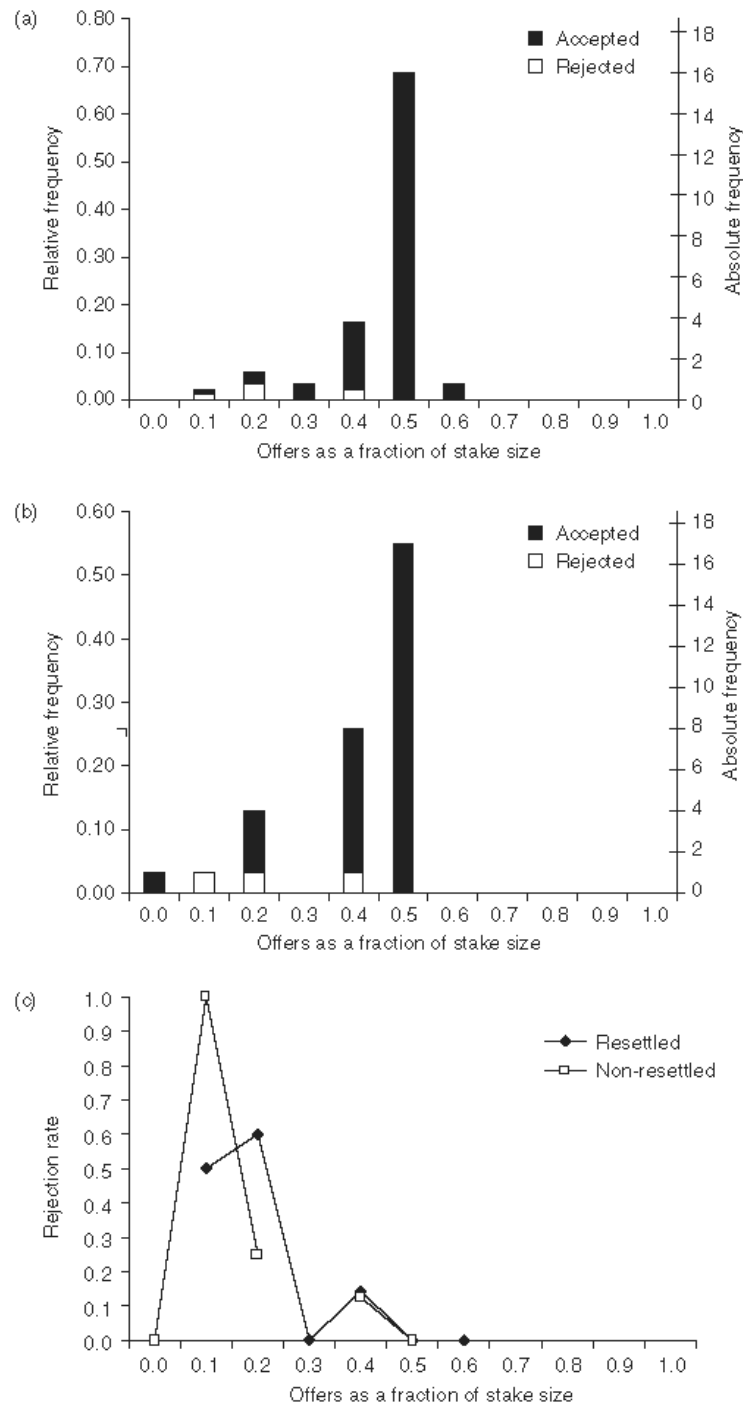 (a)
Relative frequency
0.80
0.70
0.60
0.50
0.40
0.30
0.20
0.10
0.00
Accepted
Rejected
18
16
14
12
10
8
6
4
2
0
Absolute frequency
0.0 0.1 0.2 0.3 0.4 0.5 0.6 0.7 0.8 0.9 1.0
Offers as a fraction of stake size
(b)
Relative frequency
0.60
0.50
0.40
0.30
0.20
0.10
0.00
Accepted
Rejected
18
16
14
12
10
8
6
4
2
0
Absolute frequency
0.0 0.1 0.2 0.3 0.4 0.5 0.6 0.7 0.8 0.9 1.0
Offers as a fraction of stake size
(c)
Rejection rate
1.0
0.9
0.8
0.7
0.6
0.5
0.4
0.3
0.2
0.1
0.0
Resettled
Non-resettled
0.0 0.1 0.2 0.3 0.4 0.5 0.6 0.7 0.8 0.9 1.0
Offers as a fraction of stake size